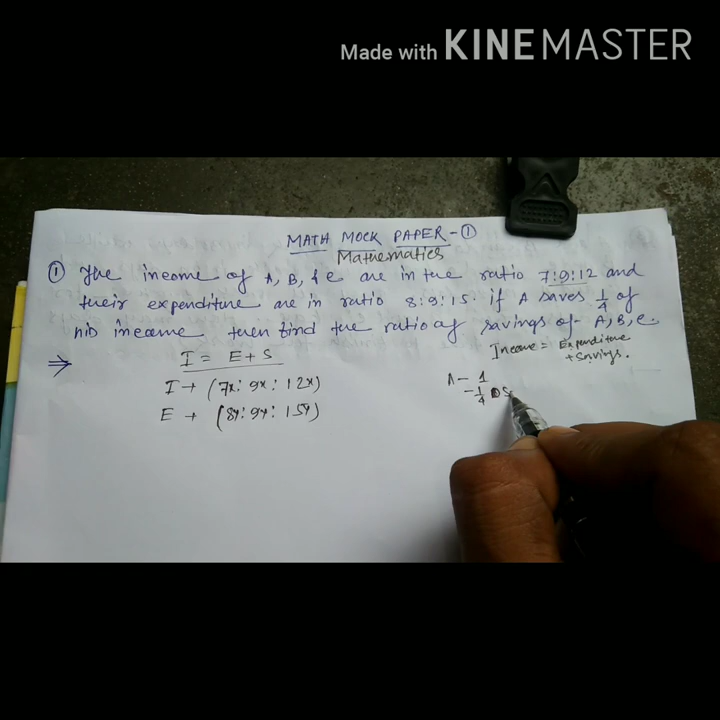 Made with KINEMASTER
MATH MOCK PAPER-①
Mathematics
① The income of A, B, & C are in the ratio 7:9:12 and
their expenditure are in ratio 8:9:15. if A saves 1/4 of
his income then find the ratio of savings of A, B, C.
Income = Expenditure
+ Savings.
⇒ I = E+S
I → (7x: 9x: 12x)
E → (8y: 9y: 15y)
A - 1
- 1/4 S